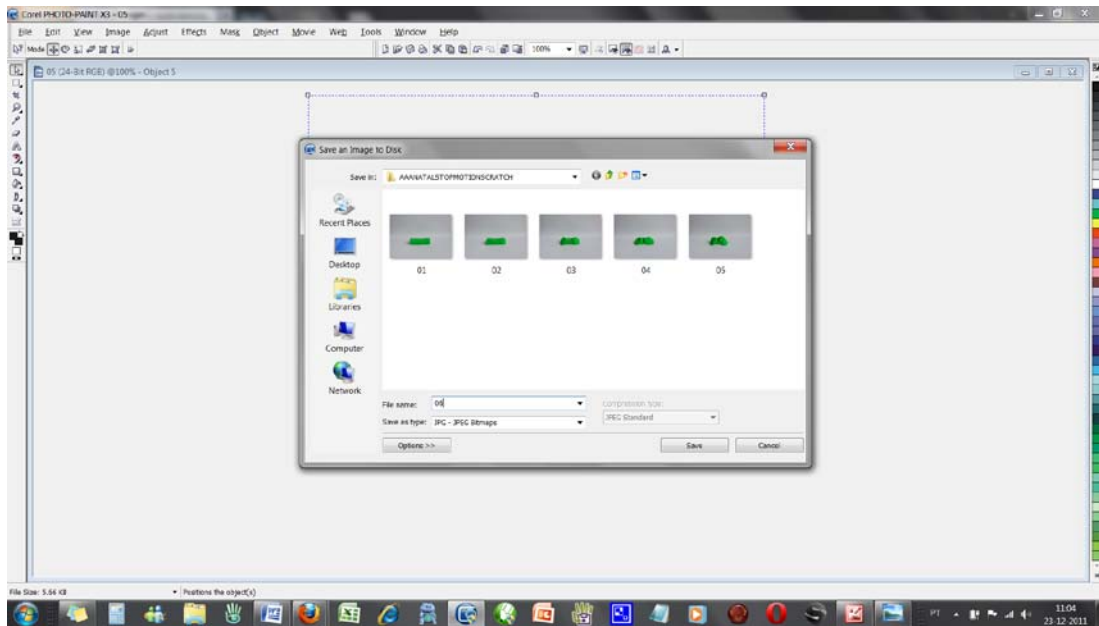 Corel PHOTO-PAINT X3 - 05
File Edit View Image Adjust Effects Mask Object Movie Web Tools Window Help
Mode 100%
05 (24-Bit RGB) @100% - Object 5
Save an Image to Disk
Save in: AAANATALSTOPMOTIONSCRATCH
Recent Places
Desktop
Libraries
Computer
Network
01 02 03 04 05
File name: 06
Compression type:
Save as type: JPG - JPEG Bitmaps
JPEG Standard
Options >> Save Cancel
File Size: 5.66 KB Positions the object(s)
PT 11:04
23-12-2011